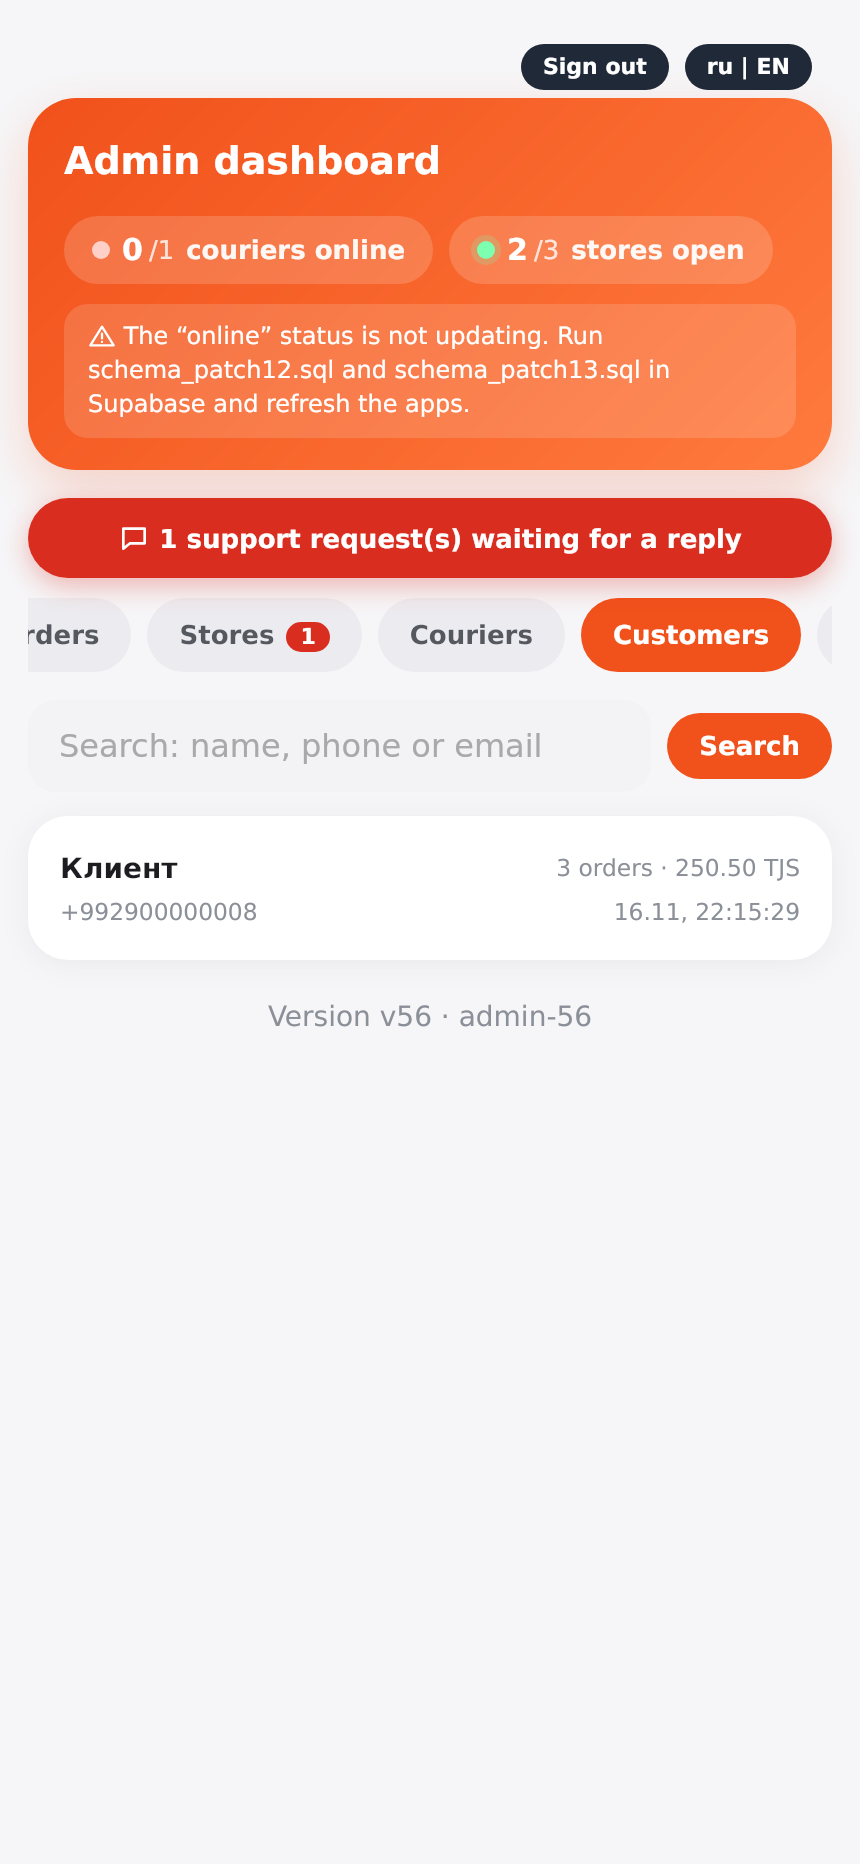 Sign out
ru | EN
Admin dashboard
0 /1 couriers online
2 /3 stores open
The “online” status is not updating. Run
schema_patch12.sql and schema_patch13.sql in
Supabase and refresh the apps.
1 support request(s) waiting for a reply
rders
Stores 1
Couriers
Customers
Search: name, phone or email
Search
Клиент
3 orders · 250.50 TJS
+992900000008
16.11, 22:15:29
Version v56 · admin-56